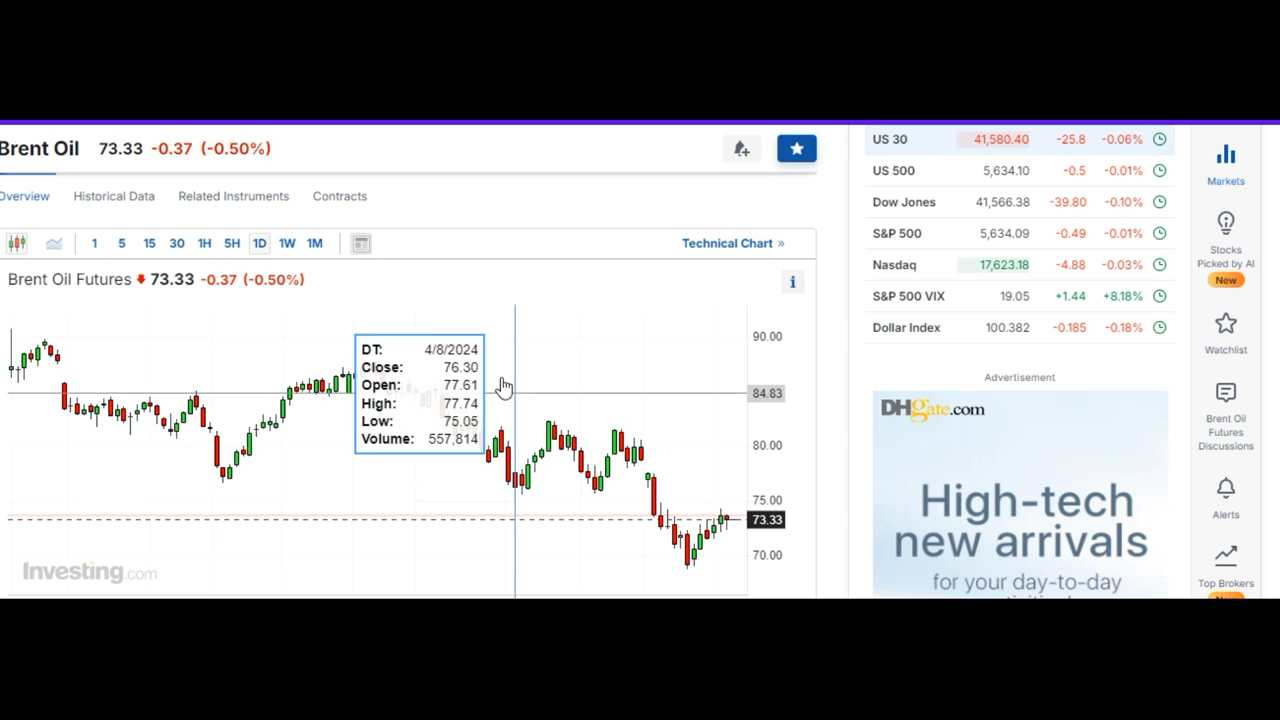 Brent Oil 73.33 -0.37 (-0.50%)
Overview Historical Data Related Instruments Contracts
1 5 15 30 1H 5H 1D 1W 1M Technical Chart »
Brent Oil Futures 73.33 -0.37 (-0.50%)
i
DT: 4/8/2024
Close: 76.30
Open: 77.61
High: 77.74
Low: 75.05
Volume: 557,814
90.00
84.83
80.00
75.00
73.33
70.00
Investing.com
US 30 41,580.40 -25.8 -0.06%
US 500 5,634.10 -0.5 -0.01%
Dow Jones 41,566.38 -39.80 -0.10%
S&P 500 5,634.09 -0.49 -0.01%
Nasdaq 17,623.18 -4.88 -0.03%
S&P 500 VIX 19.05 +1.44 +8.18%
Dollar Index 100.382 -0.185 -0.18%
Advertisement
DHgate.com
High-tech
new arrivals
for your day-to-day
Markets
Stocks
Picked by AI
New
Watchlist
Brent Oil
Futures
Discussions
Alerts
Top Brokers